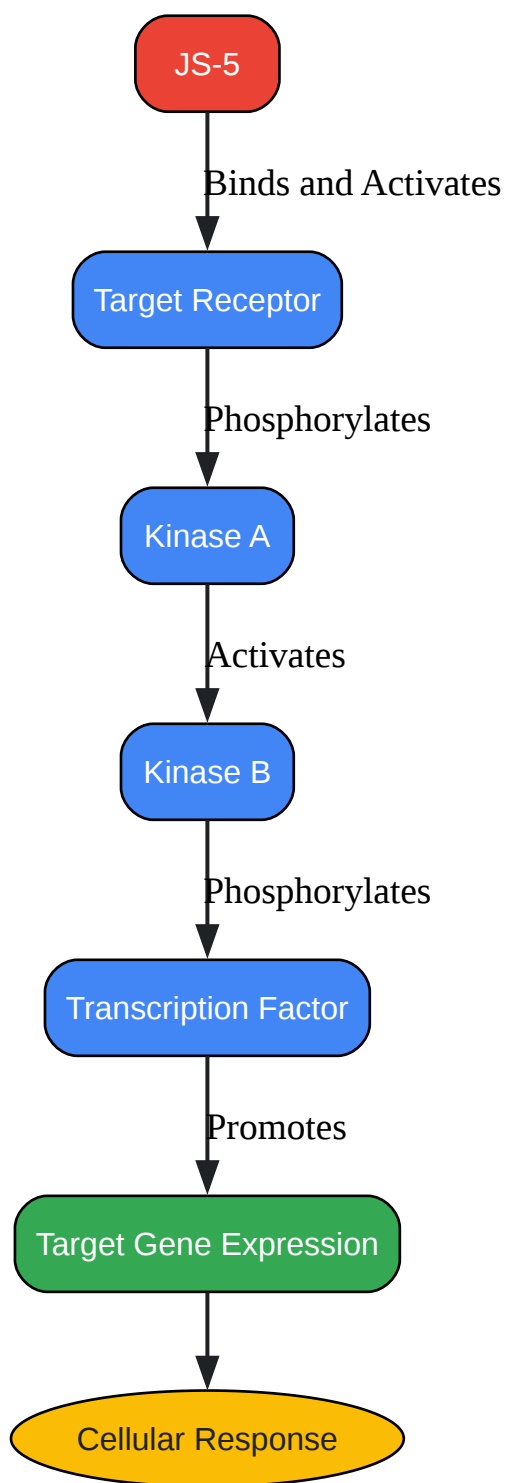 JS-5
Binds and Activates
Target Receptor
Phosphorylates
Kinase A
Activates
Kinase B
Phosphorylates
Transcription Factor
Promotes
Target Gene Expression
Cellular Response